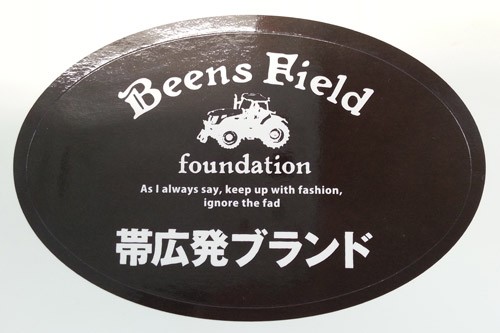 Beens Field
foundation
As I always say, keep up with fashion,
ignore the fad
帯広発ブランド